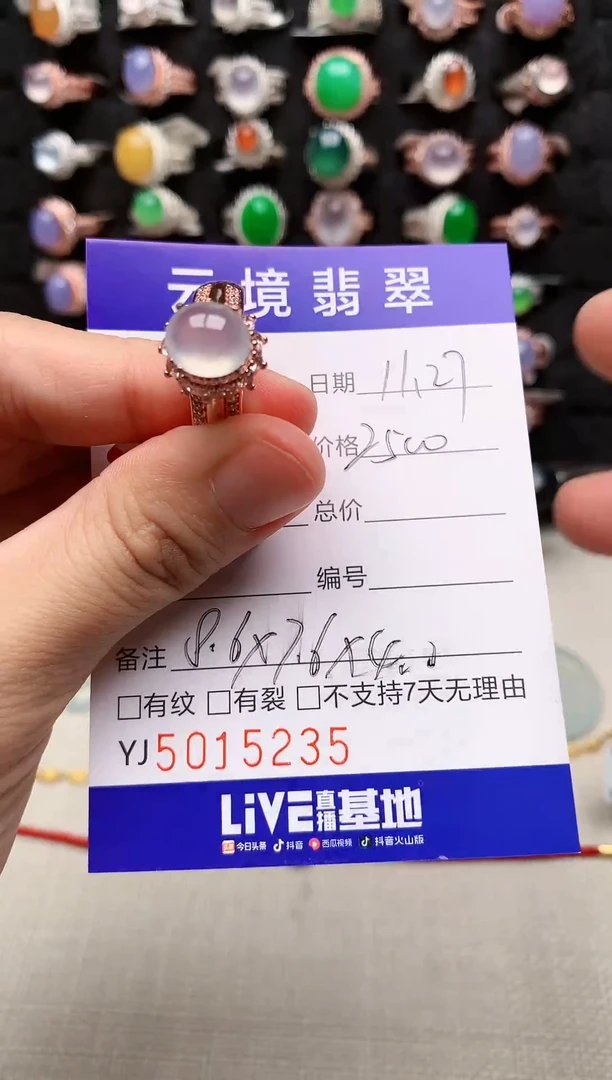 云境翡翠
日期 11.27
价格 2500
总价
编号
备注 8.6x7.6x4.2
□有纹 □有裂 □不支持7天无理由
YJ5015235
LiVE直播基地
今日头条 抖音 西瓜视频 抖音火山版